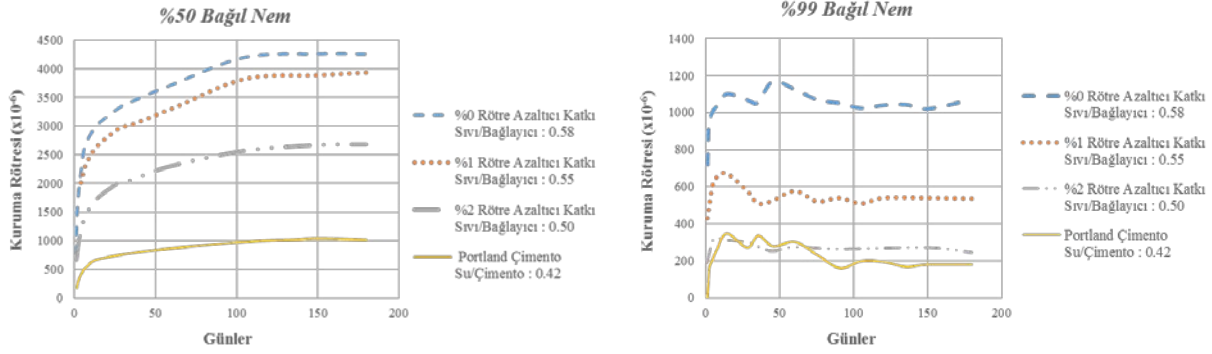 %50 Bağıl Nem
4500
4000
3500
3000
2500
2000
1500
1000
500
0
0
50
100
150
200
Kuruma Rötresi (x10⁻⁶)
Günler
%0 Rötre Azaltıcı Katkı
Sıvı/Bağlayıcı : 0.58
%1 Rötre Azaltıcı Katkı
Sıvı/Bağlayıcı : 0.55
%2 Rötre Azaltıcı Katkı
Sıvı/Bağlayıcı : 0.50
Portland Çimento
Su/Çimento : 0.42
%99 Bağıl Nem
1400
1200
1000
800
600
400
200
0
0
50
100
150
200
Kuruma Rötresi (x10⁻⁶)
Günler
%0 Rötre Azaltıcı Katkı
Sıvı/Bağlayıcı : 0.58
%1 Rötre Azaltıcı Katkı
Sıvı/Bağlayıcı : 0.55
%2 Rötre Azaltıcı Katkı
Sıvı/Bağlayıcı : 0.50
Portland Çimento
Su/Çimento : 0.42